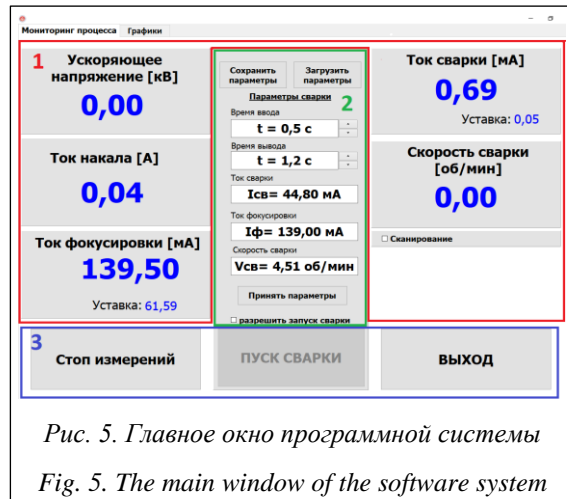 Мониторинг процесса Графики
1
Ускоряющее
напряжение [кВ]
0,00
Ток накала [А]
0,04
Ток фокусировки [мА]
139,50
Уставка: 61,59
Сохранить
параметры
Загрузить
параметры
Параметры сварки
2
Время ввода
t = 0,5 с
Время вывода
t = 1,2 с
Ток сварки
Iсв= 44,80 мА
Ток фокусировки
Iф= 139,00 мА
Скорость сварки
Vсв= 4,51 об/мин
Принять параметры
разрешить запуск сварки
Ток сварки [мА]
0,69
Уставка: 0,05
Скорость сварки
[об/мин]
0,00
Сканирование
3
Стоп измерений
ПУСК СВАРКИ
ВЫХОД
Рис. 5. Главное окно программной системы
Fig. 5. The main window of the software system